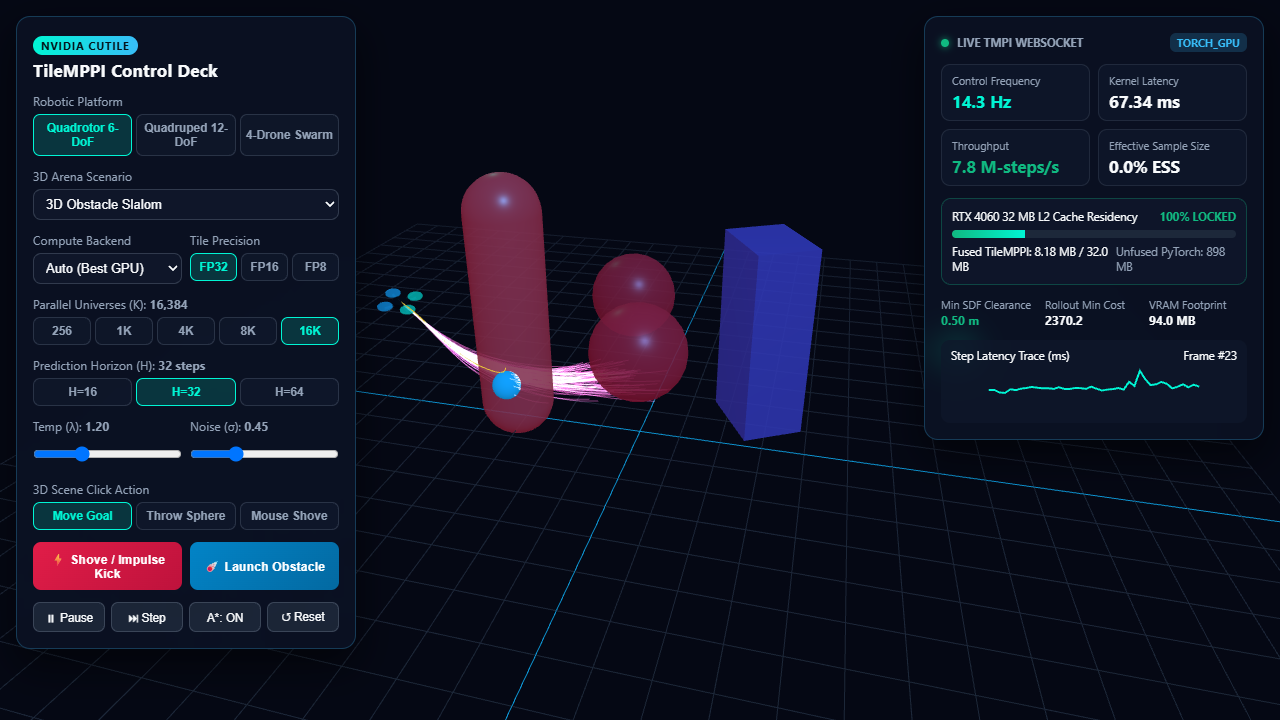 NVIDIA CUTILE
TileMPPI Control Deck
Robotic Platform
Quadrotor 6-
DoF
Quadruped 12-
DoF
4-Drone Swarm
3D Arena Scenario
3D Obstacle Slalom
Compute Backend
Tile Precision
Auto (Best GPU)
FP32
FP16
FP8
Parallel Universes (K): 16,384
256
1K
4K
8K
16K
Prediction Horizon (H): 32 steps
H=16
H=32
H=64
Temp (λ): 1.20
Noise (σ): 0.45
3D Scene Click Action
Move Goal
Throw Sphere
Mouse Shove
⚡ Shove / Impulse
Kick
☄️ Launch Obstacle
⏸ Pause
⏭ Step
A*: ON
↺ Reset
LIVE TMPI WEBSOCKET
TORCH_GPU
Control Frequency
14.3 Hz
Kernel Latency
67.34 ms
Throughput
7.8 M-steps/s
Effective Sample Size
0.0% ESS
RTX 4060 32 MB L2 Cache Residency
100% LOCKED
Fused TileMPPI: 8.18 MB / 32.0
MB
Unfused PyTorch: 898
MB
Min SDF Clearance
0.50 m
Rollout Min Cost
2370.2
VRAM Footprint
94.0 MB
Step Latency Trace (ms)
Frame #23